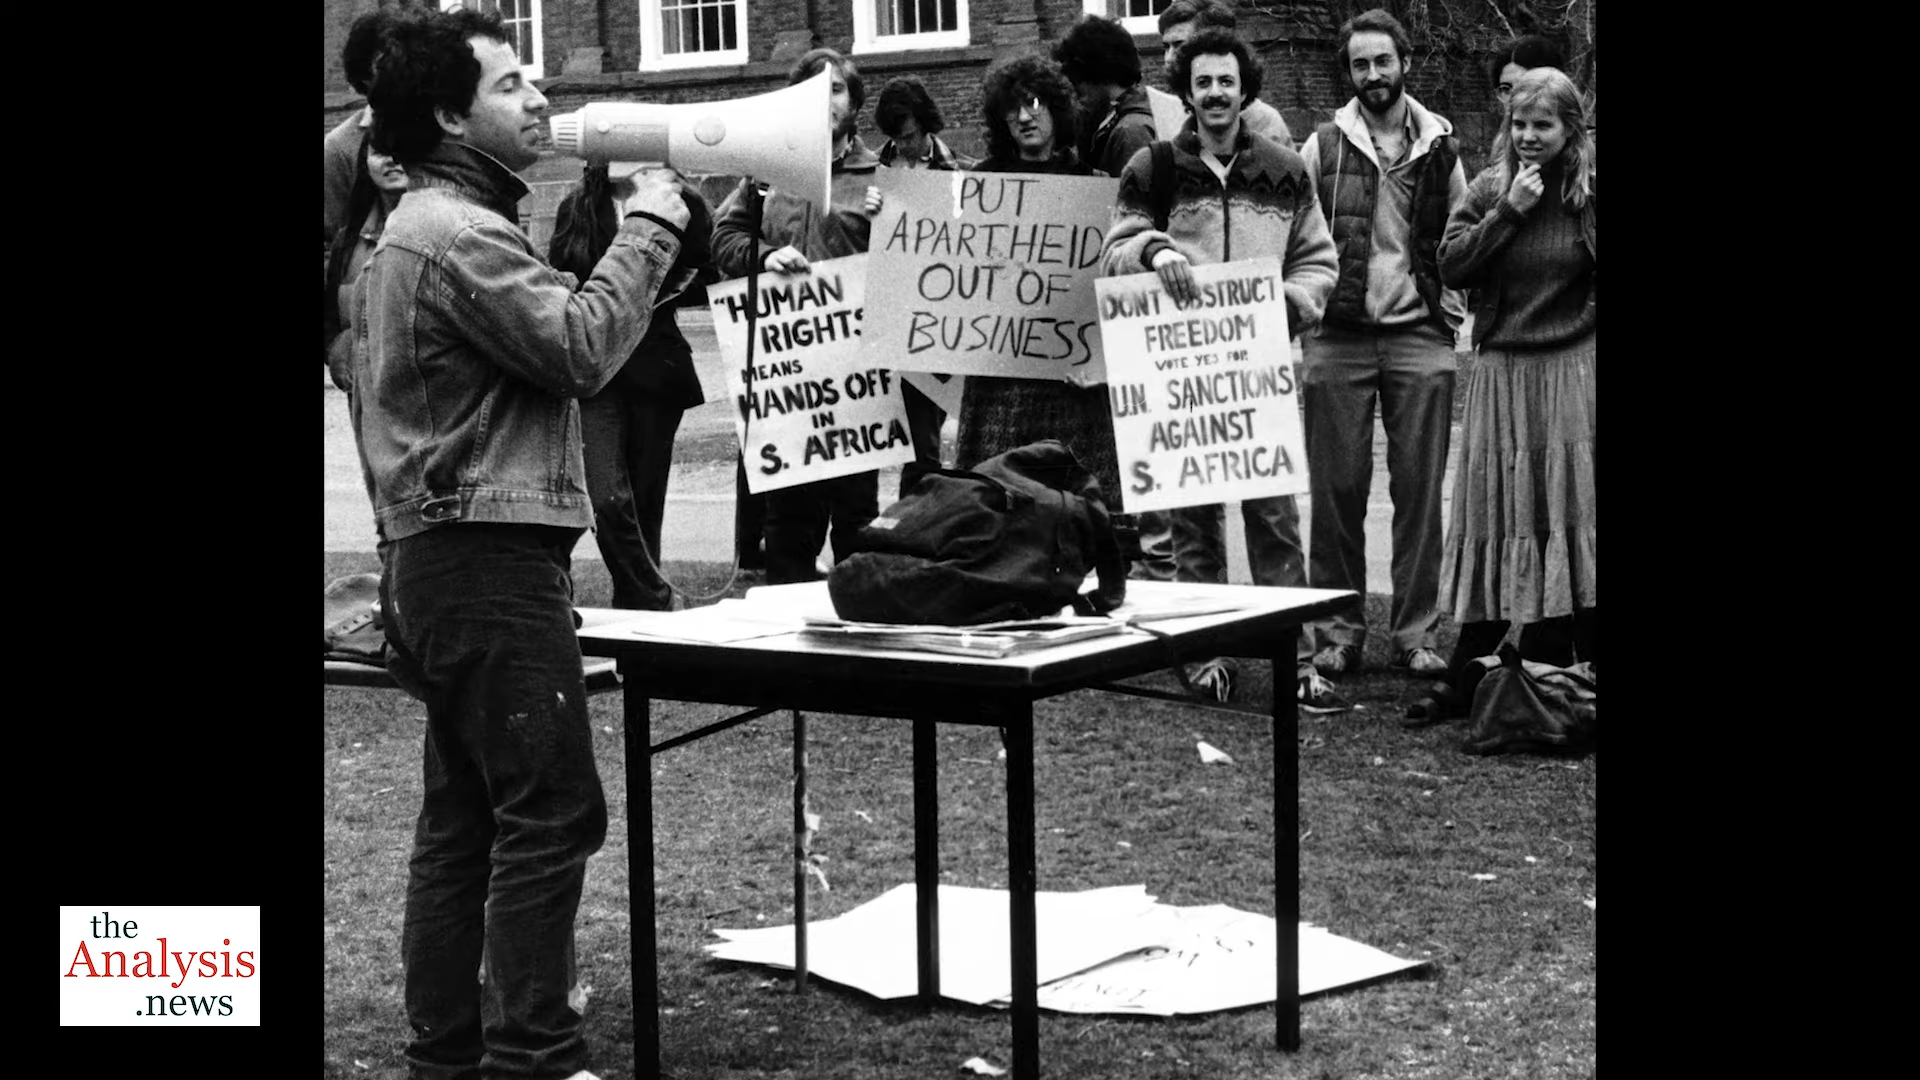 "HUMAN
RIGHTS
MEANS
HANDS OFF
IN
S. AFRICA
PUT
APARTHEID
OUT OF
BUSINESS
DONT OBSTRUCT
FREEDOM
VOTE YES FOR
U.N. SANCTIONS
AGAINST
S. AFRICA
the
Analysis
.news